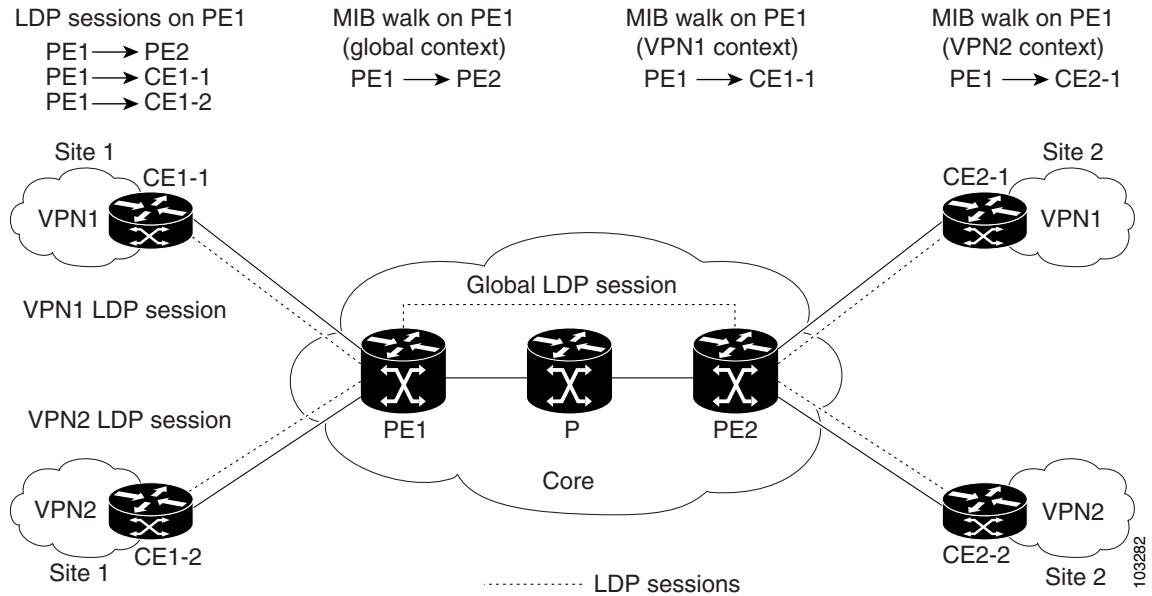 LDP sessions on PE1
PE1 → PE2
PE1 → CE1-1
PE1 → CE1-2
MIB walk on PE1
(global context)
PE1 → PE2
MIB walk on PE1
(VPN1 context)
PE1 → CE1-1
MIB walk on PE1
(VPN2 context)
PE1 → CE2-1
Site 1
CE1-1
VPN1
Site 2
CE2-1
VPN1
VPN1 LDP session
Global LDP session
VPN2 LDP session
PE1
P
PE2
Core
VPN2
CE1-2
Site 1
VPN2
CE2-2
Site 2
LDP sessions
103282